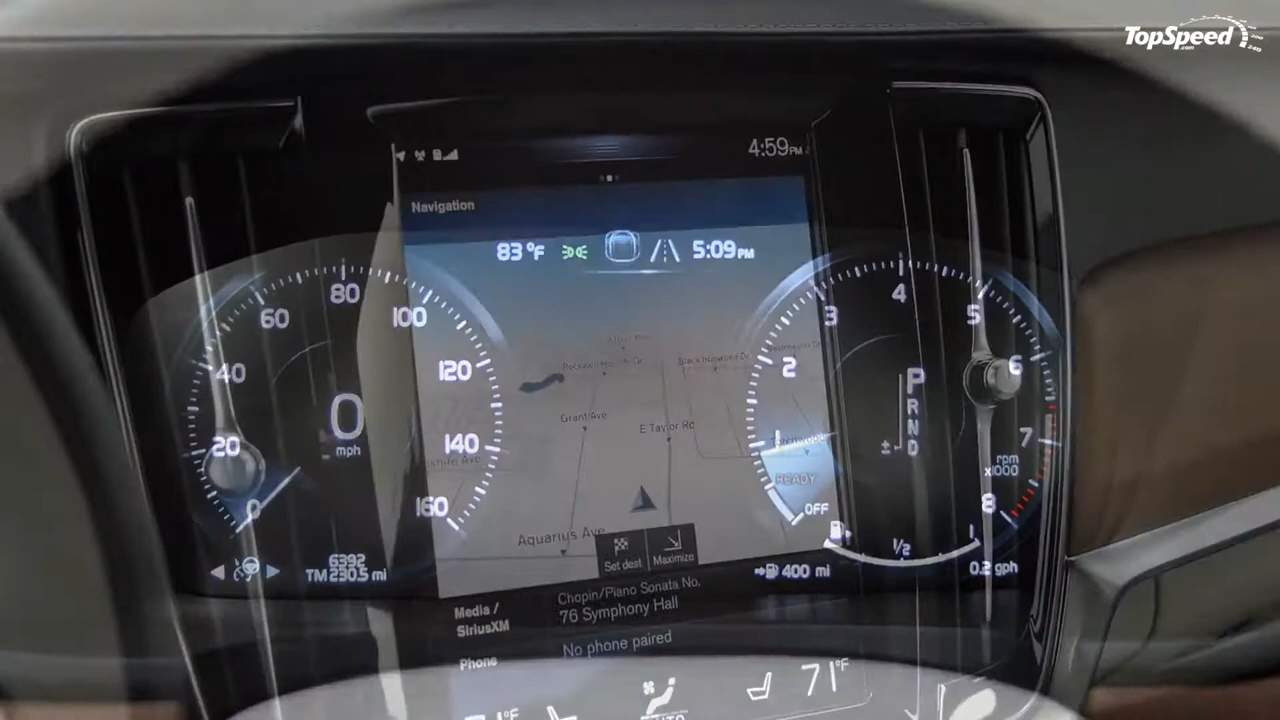 TopSpeed
.com
4:59PM
Navigation
83°F
5:09PM
80
4
60
100
3
5
40
120
2
6
P
0
R
Grant Ave
E Taylor Rd
N
20
mph
140
1
D
7
±
rpm
x1000
READY
0
160
OFF
8
Aquarius Ave
1
1/2
Set dest
Maximize
6392
TM 230.5 mi
400 mi
0.2 gph
Chopin/Piano Sonata No.
Media /
76 Symphony Hall
SiriusXM
No phone paired
Phone
71°F